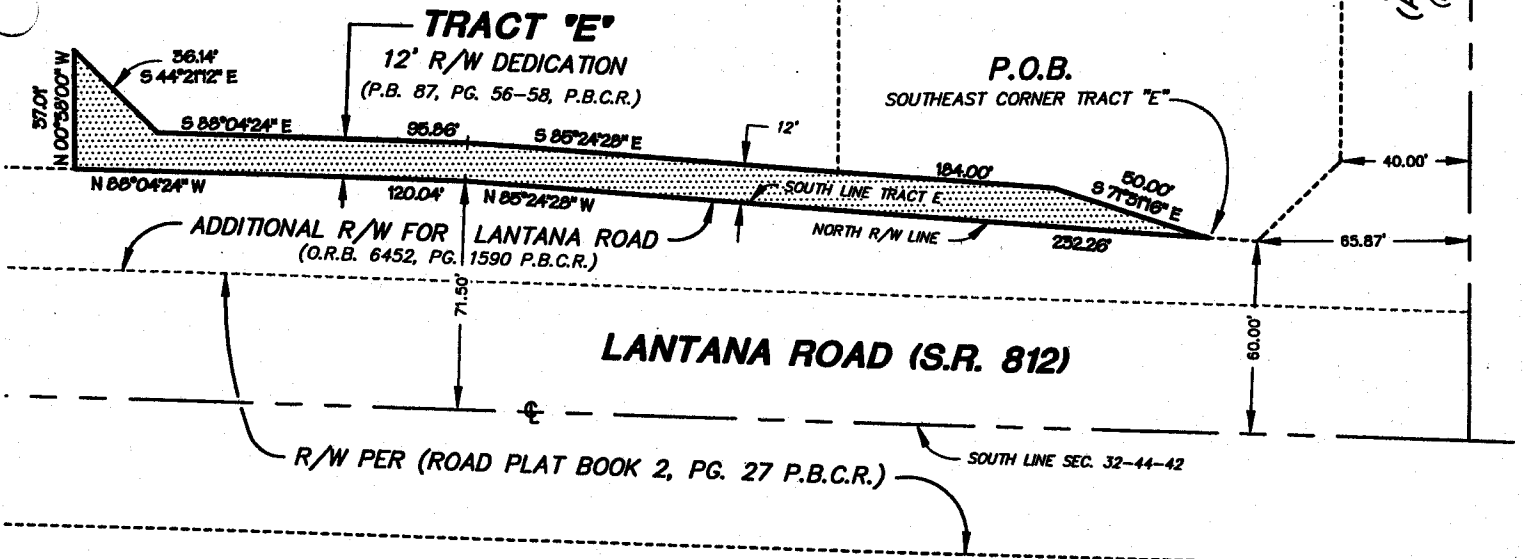 TRACT "E"
12' R/W DEDICATION
(P.B. 87, PG. 56-58, P.B.C.R.)
36.14'
S 44°21'12" E
37.01'
N 00°58'00" W
S 88°04'24" E
95.86'
S 85°24'28" E
12'
P.O.B.
SOUTHEAST CORNER TRACT "E"
184.00'
50.00'
S 71°51'16" E
40.00'
N 88°04'24" W
120.04'
N 85°24'28" W
SOUTH LINE TRACT E
NORTH R/W LINE
232.26'
65.87'
ADDITIONAL R/W FOR LANTANA ROAD
(O.R.B. 6452, PG. 1590 P.B.C.R.)
71.50'
60.00'
LANTANA ROAD (S.R. 812)
R/W PER (ROAD PLAT BOOK 2, PG. 27 P.B.C.R.)
SOUTH LINE SEC. 32-44-42